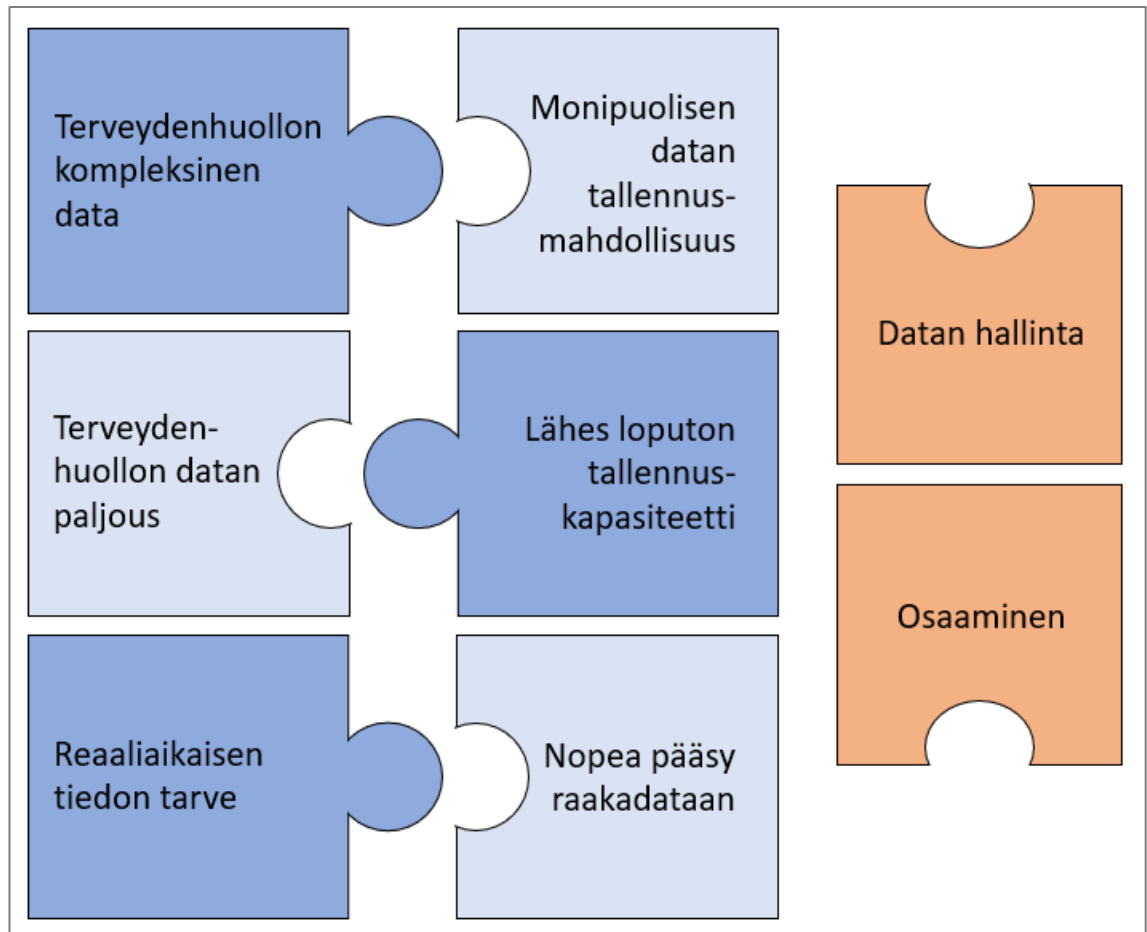 Terveydenhuollon
kompleksinen
data
Monipuolisen
datan
tallennus-
mahdollisuus
Terveyden-
huollon datan
paljous
Lähes loputon
tallennus-
kapasiteetti
Reaaliaikaisen
tiedon tarve
Nopea pääsy
raakadataan
Datan hallinta
Osaaminen